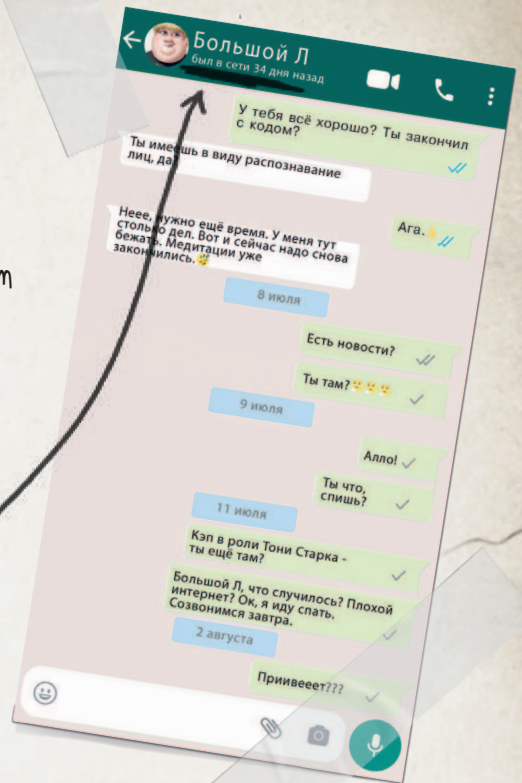 Большой Л
был в сети 34 дня назад
У тебя всё хорошо? Ты закончил
с кодом?
Ты имеешь в виду распознавание
лиц, да?
Ага.
Неее, нужно ещё время. У меня тут
столько дел. Вот и сейчас надо снова
бежать. Медитации уже
закончились.
8 июля
Есть новости?
Ты там?
9 июля
Алло!
Ты что,
спишь?
11 июля
Кэп в роли Тони Старка -
ты ещё там?
Большой Л, что случилось? Плохой
интернет? Ок, я иду спать.
Созвонимся завтра.
2 августа
Приивееет???